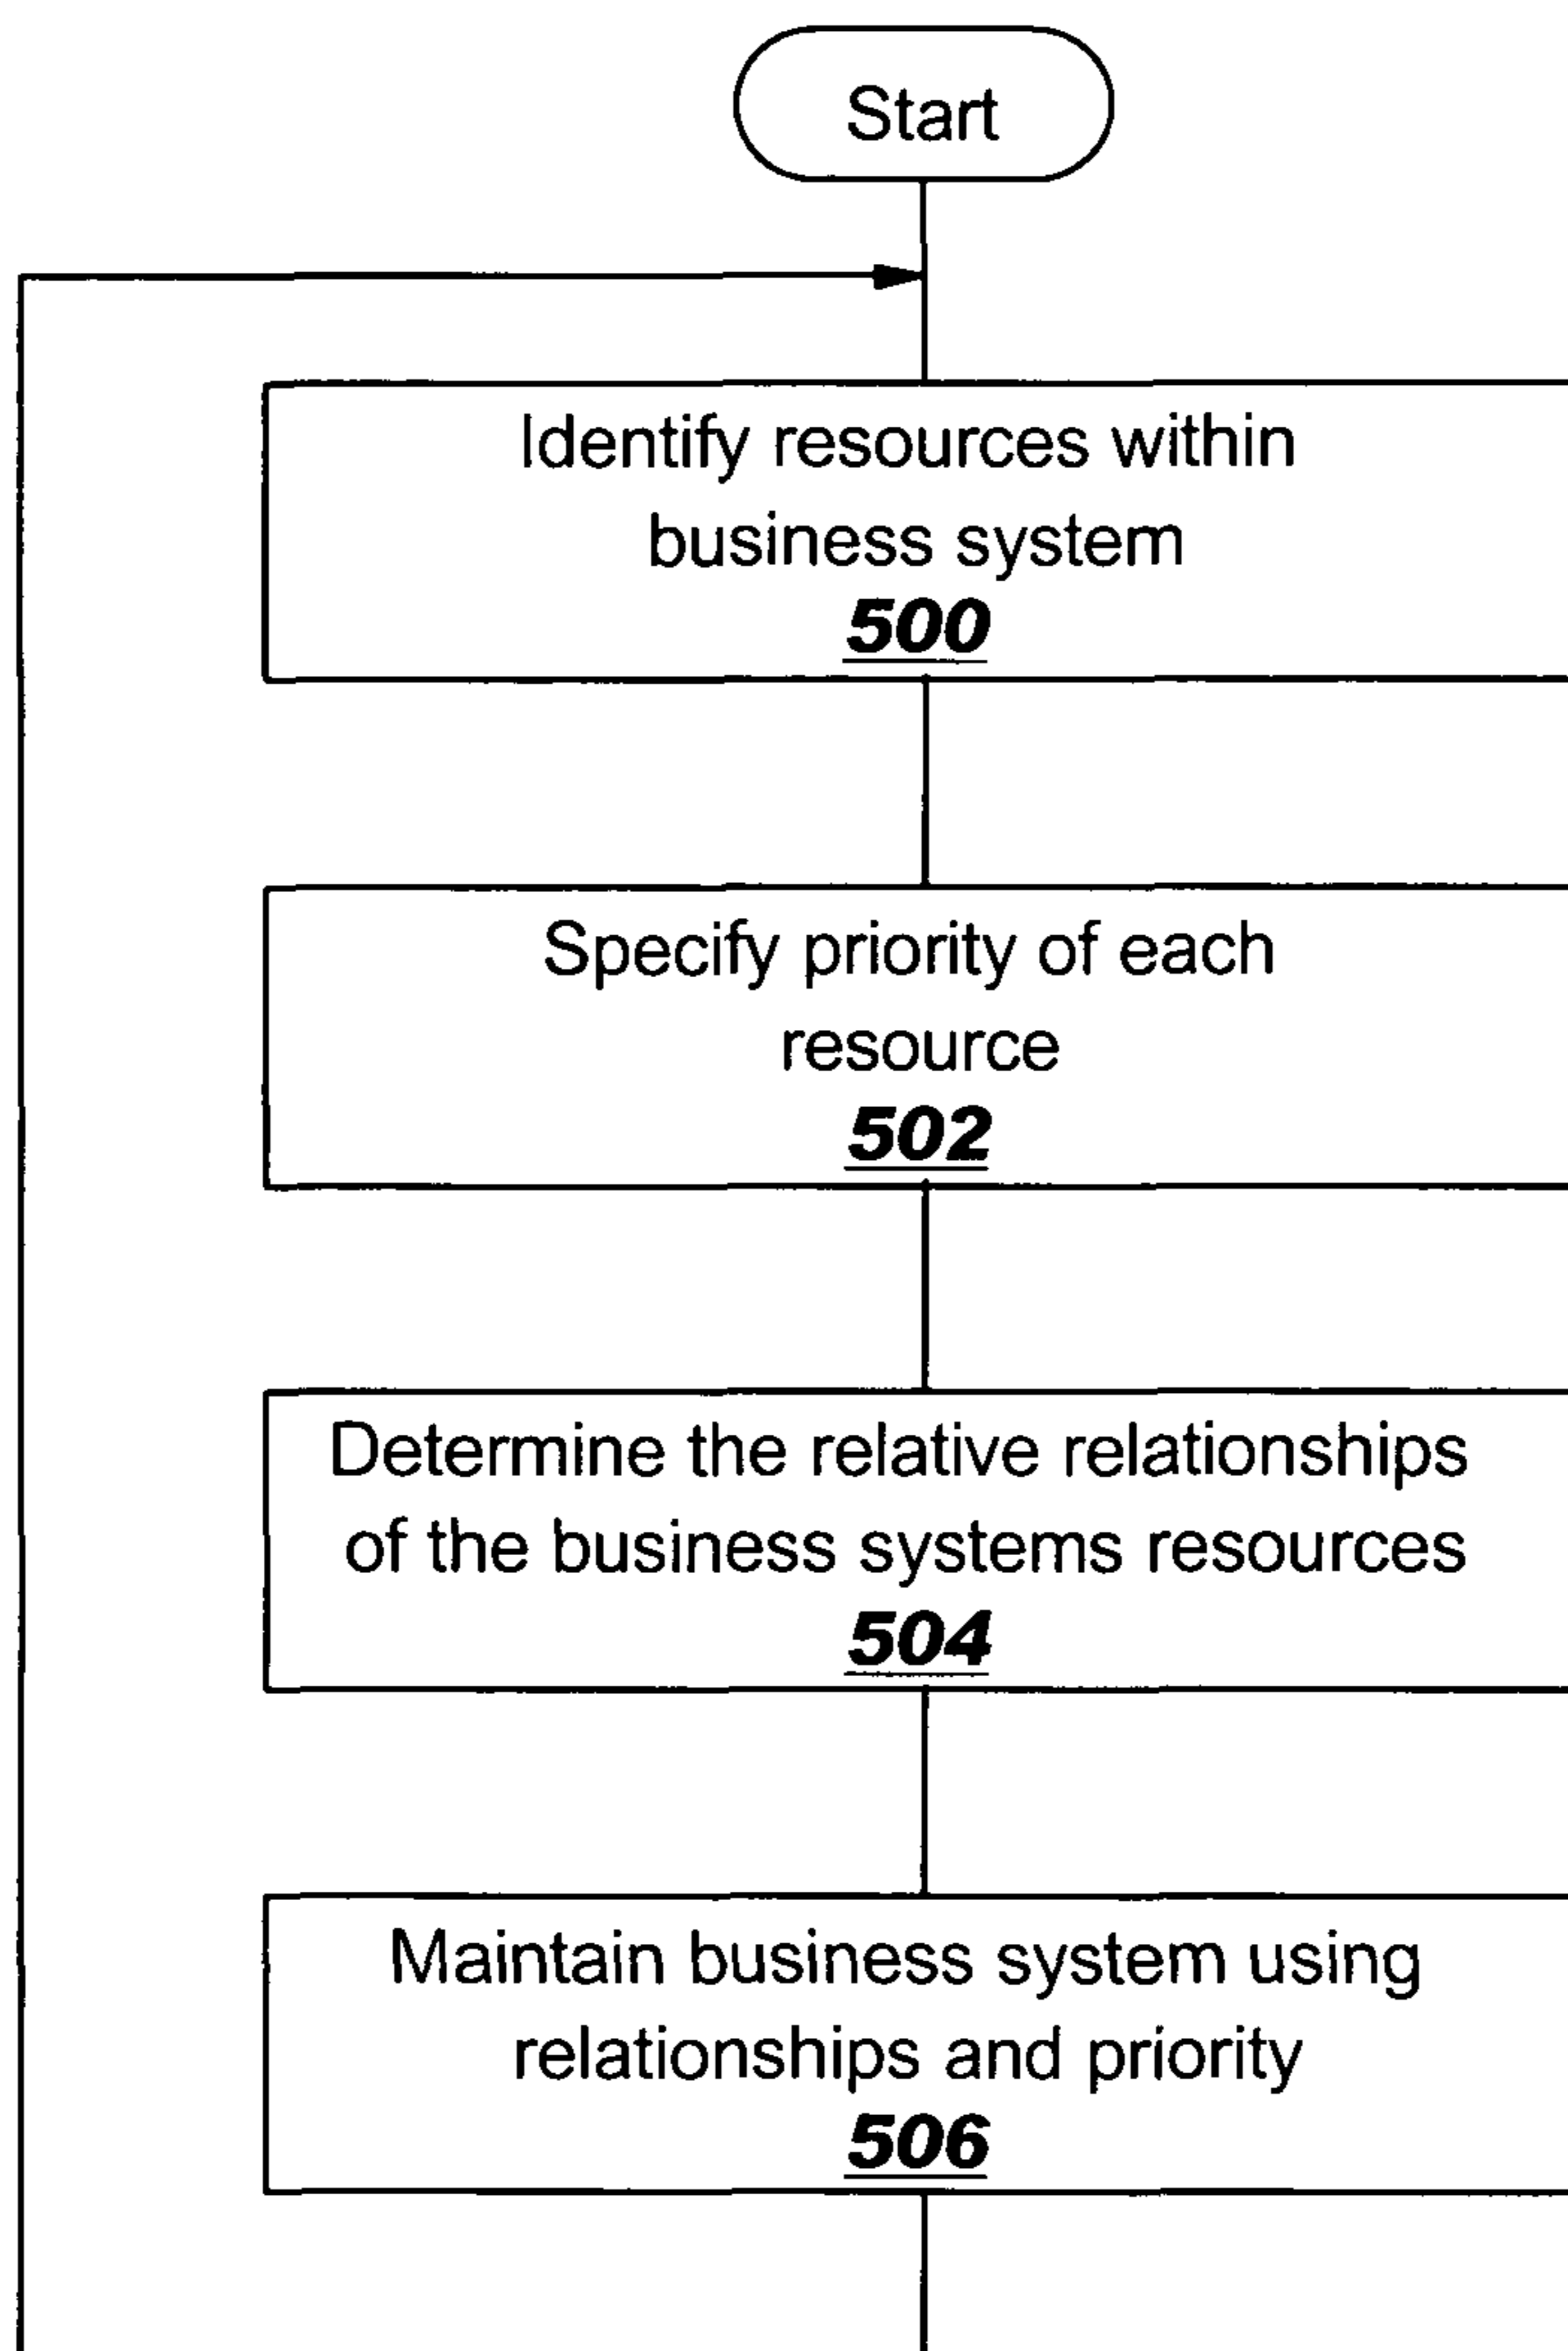 Start
Identify resources within
business system
500
Specify priority of each
resource
502
Determine the relative relationships
of the business systems resources
504
Maintain business system using
relationships and priority
506